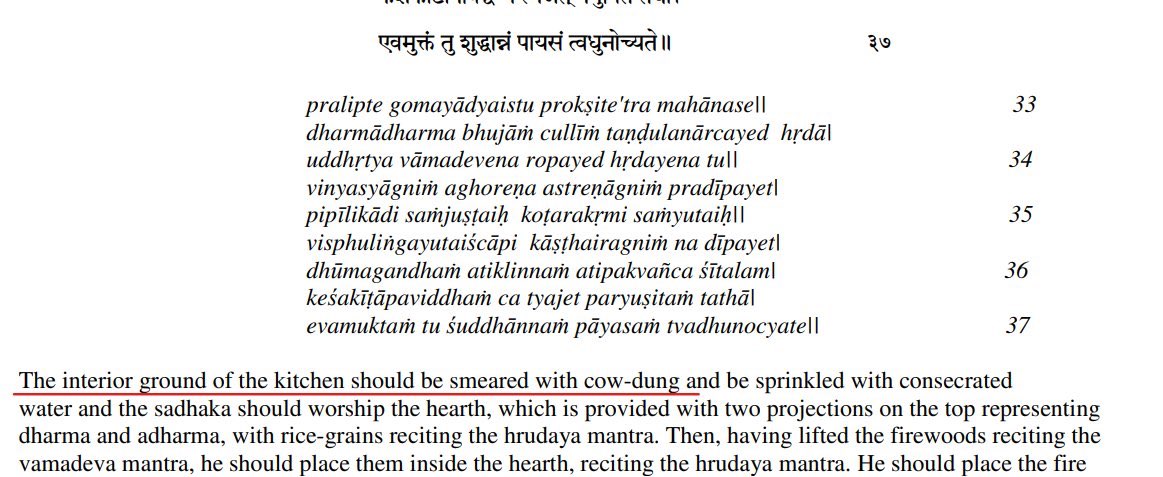 एवमुक्तं तु शुद्धान्नं पायसं त्वधुनोच्यते॥ ३७
pralipte gomayādyaistu prokṣite'tra mahānase|| 33
dharmādharma bhujāṁ cullīṁ taṇḍulanārcayed hṛdā|
uddhṛtya vāmadevena ropayed hṛdayena tu|| 34
vinyasyāgniṁ aghoreṇa astreṇāgniṁ pradīpayet|
pipīlikādi saṁjuṣṭaiḥ koṭarakṛmi saṁyutaiḥ|| 35
visphuliṅgayutaiścāpi kāṣṭhairagniṁ na dīpayet|
dhūmagandhaṁ atiklinnaṁ atipakvañca śītalam| 36
keśakīṭāpaviddhaṁ ca tyajet paryuṣitaṁ tathā|
evamuktaṁ tu śuddhānnaṁ pāyasaṁ tvadhunocyate|| 37
The interior ground of the kitchen should be smeared with cow-dung and be sprinkled with consecrated
water and the sadhaka should worship the hearth, which is provided with two projections on the top representing
dharma and adharma, with rice-grains reciting the hrudaya mantra. Then, having lifted the firewoods reciting the
vamadeva mantra, he should place them inside the hearth, reciting the hrudaya mantra. He should place the fire